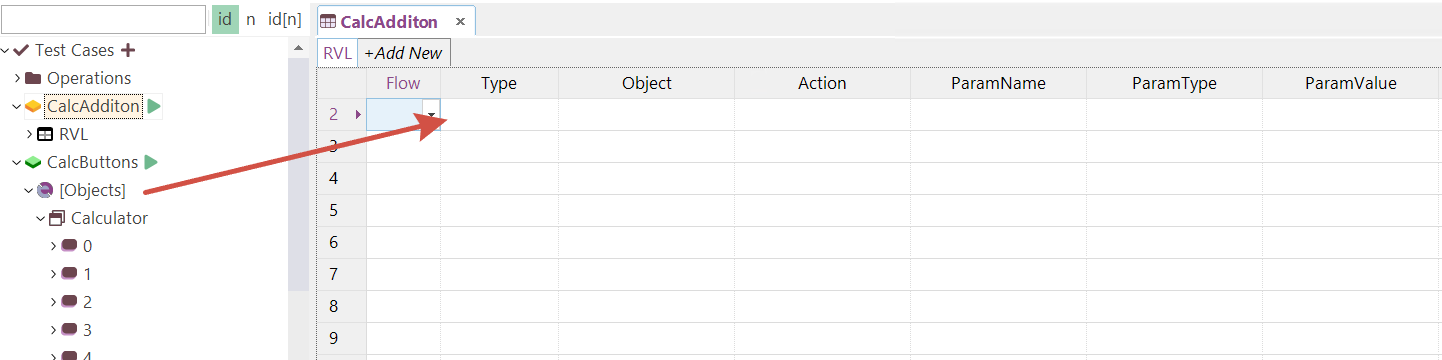 id n id[n]
Test Cases
Operations
CalcAdditon
RVL
CalcButtons
[Objects]
Calculator
0
1
2
3
4
CalcAdditon
RVL +Add New
Flow Type Object Action ParamName ParamType ParamValue
2
3
4
5
6
7
8
9